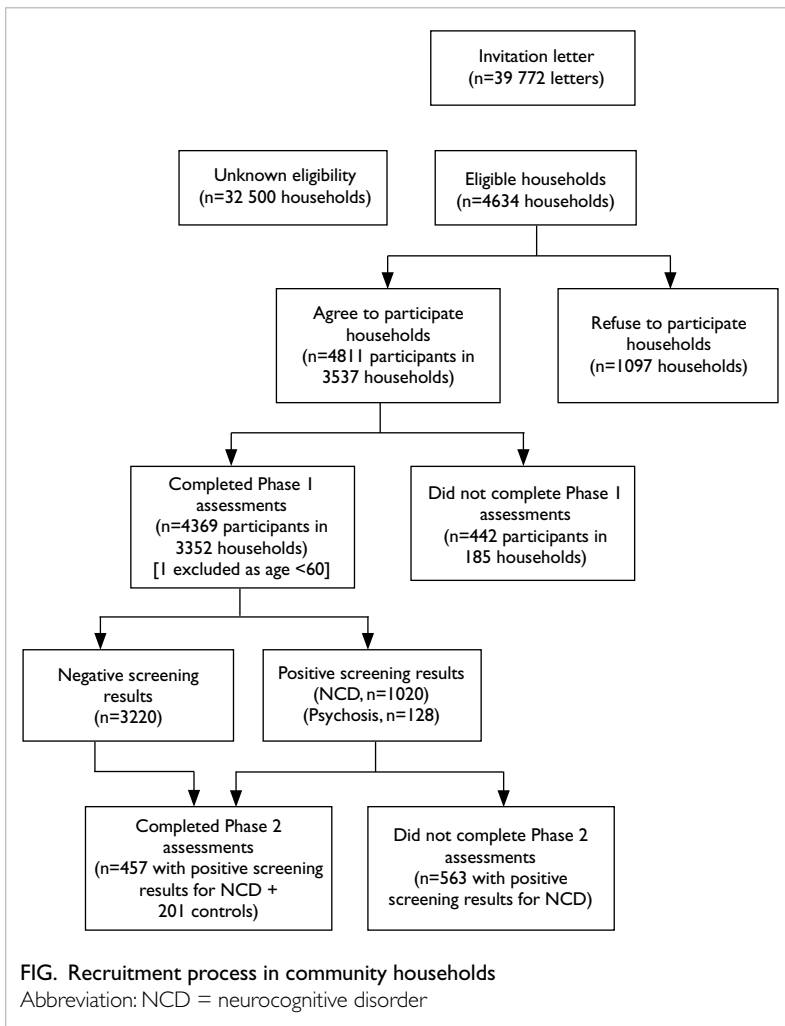 Invitation letter
(n=39 772 letters)
Unknown eligibility
(n=32 500 households)
Eligible households
(n=4634 households)
Agree to participate
households
(n=4811 participants in
3537 households)
Refuse to participate
households
(n=1097 households)
Completed Phase 1
assessments
(n=4369 participants in
3352 households)
[1 excluded as age <60]
Did not complete Phase 1
assessments
(n=442 participants in
185 households)
Negative screening
results
(n=3220)
Positive screening results
(NCD, n=1020)
(Psychosis, n=128)
Completed Phase 2
assessments
(n=457 with positive screening
results for NCD +
201 controls)
Did not complete Phase 2
assessments
(n=563 with positive
screening results for NCD)
FIG. Recruitment process in community households
Abbreviation: NCD = neurocognitive disorder